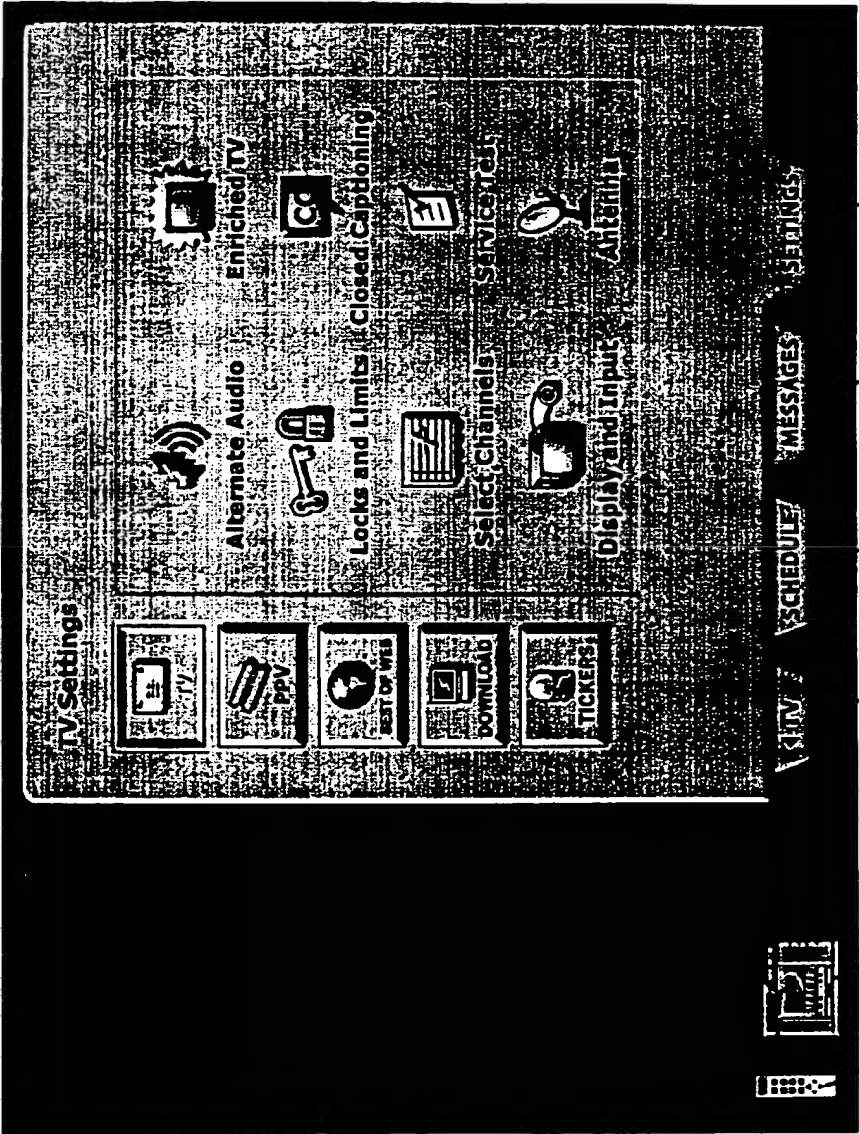 TV Settings
TV
PPV
BEST OF WEB
DOWNLOAD
TICKERS
Alternate Audio
Enriched TV
Locks and Limits
CC
Closed Captioning
Select Channels
Service Test
Display and Input
Antenna
TV
SCHEDULE
MESSAGES
SETTINGS